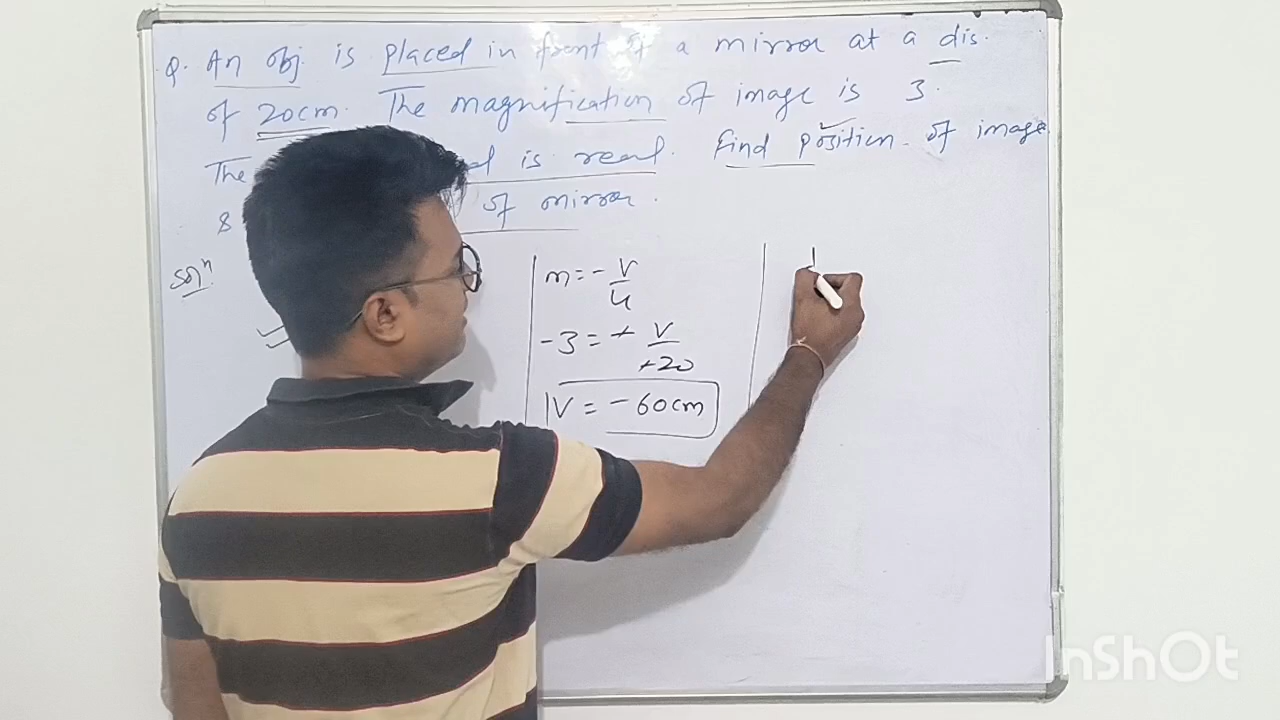 Q. An obj. is placed in front of a mirror at a dis.
of 20cm. The magnification of image is 3.
The d is real. Find position of image
& of mirror.
Solⁿ
m = - V/u
-3 = + V/+20
V = -60cm
1
InShOt